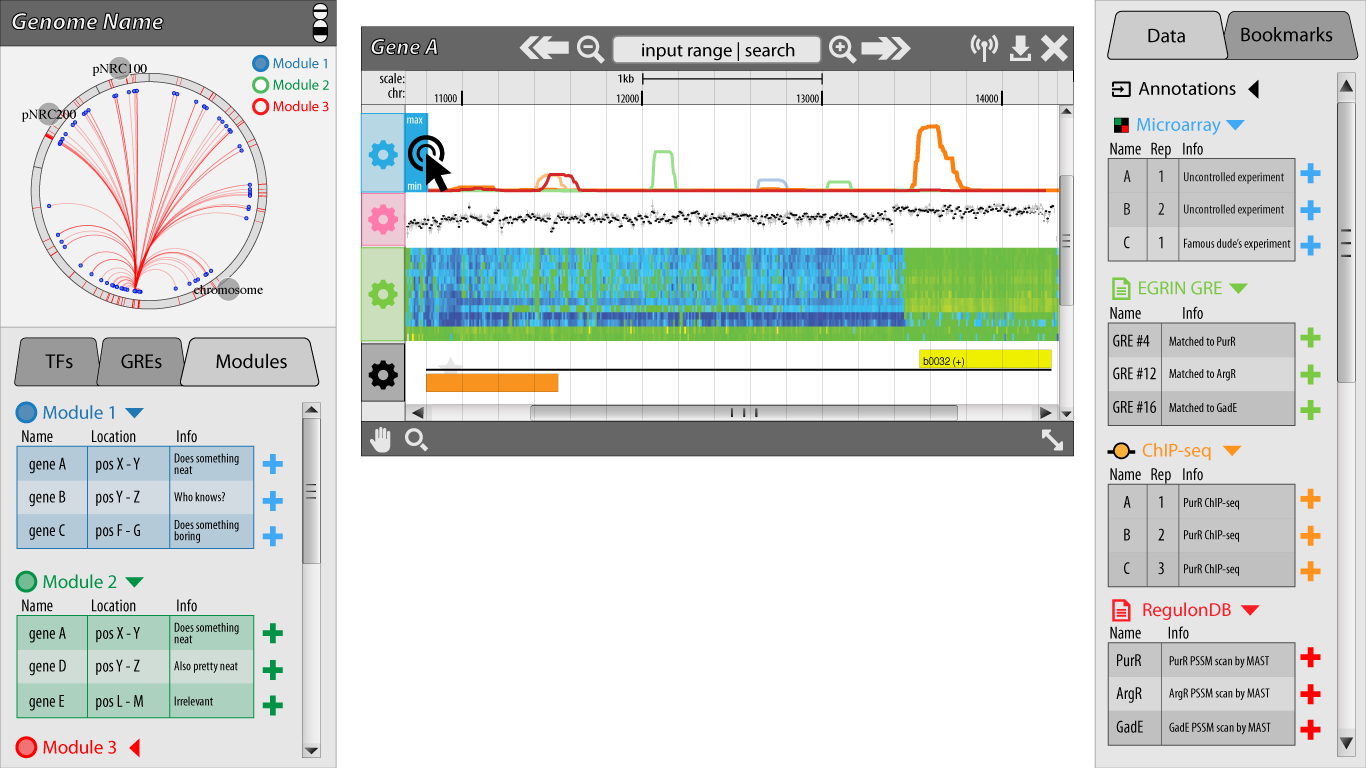 Genome Name
pNRC100
pNRC200
chromosome
Module 1
Module 2
Module 3
TFs
GREs
Modules
Module 1
Name Location Info
gene A pos X - Y Does something
neat
gene B pos Y - Z Who knows?
gene C pos F - G Does something
boring
Module 2
Name Location Info
gene A pos X - Y Does something
neat
gene D pos Y - Z Also pretty neat
gene E pos L - M Irrelevant
Module 3
Gene A
input range | search
scale:
chr:
1kb
11000 12000 13000 14000
max
min
b0032 (+)
Data
Bookmarks
Annotations
Microarray
Name Rep Info
A 1 Uncontrolled experiment
B 2 Uncontrolled experiment
C 1 Famous dude's experiment
EGRIN GRE
Name Info
GRE #4 Matched to PurR
GRE #12 Matched to ArgR
GRE #16 Matched to GadE
ChIP-seq
Name Rep Info
A 1 PurR ChIP-seq
B 2 PurR ChIP-seq
C 3 PurR ChIP-seq
RegulonDB
Name Info
PurR PurR PSSM scan by MAST
ArgR ArgR PSSM scan by MAST
GadE GadE PSSM scan by MAST